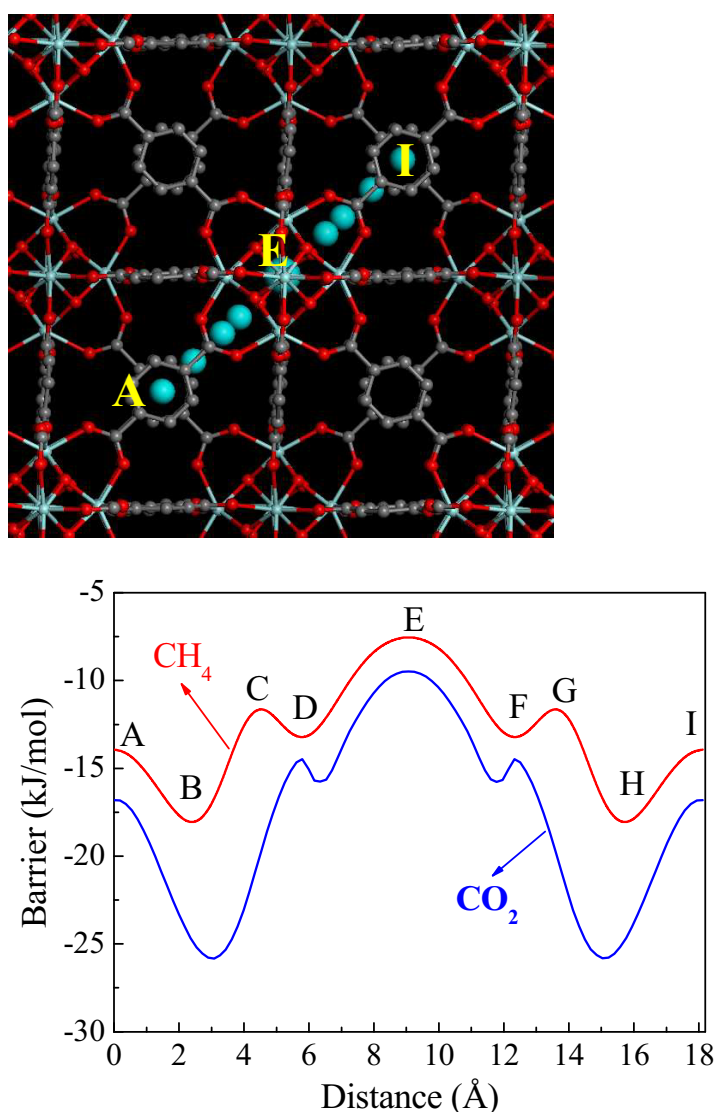 I
E
A
-5
-10
-15
-20
-25
-30
Barrier (kJ/mol)
CH₄
A
B
C
D
E
F
G
H
I
CO₂
0 2 4 6 8 10 12 14 16 18
Distance (Å)